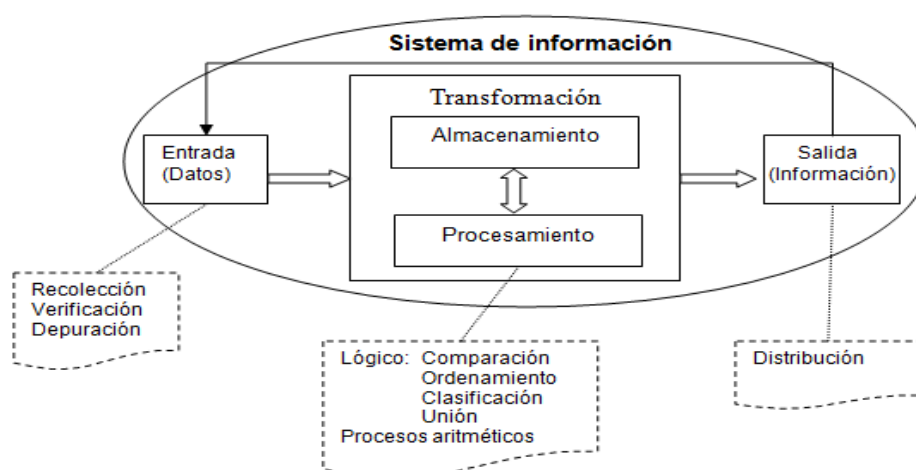 Sistema de información
Transformación
Almacenamiento
Entrada
(Datos)
Salida
(Información)
Procesamiento
Recolección
Verificación
Depuración
Lógico: Comparación
Ordenamiento
Clasificación
Unión
Procesos aritméticos
Distribución